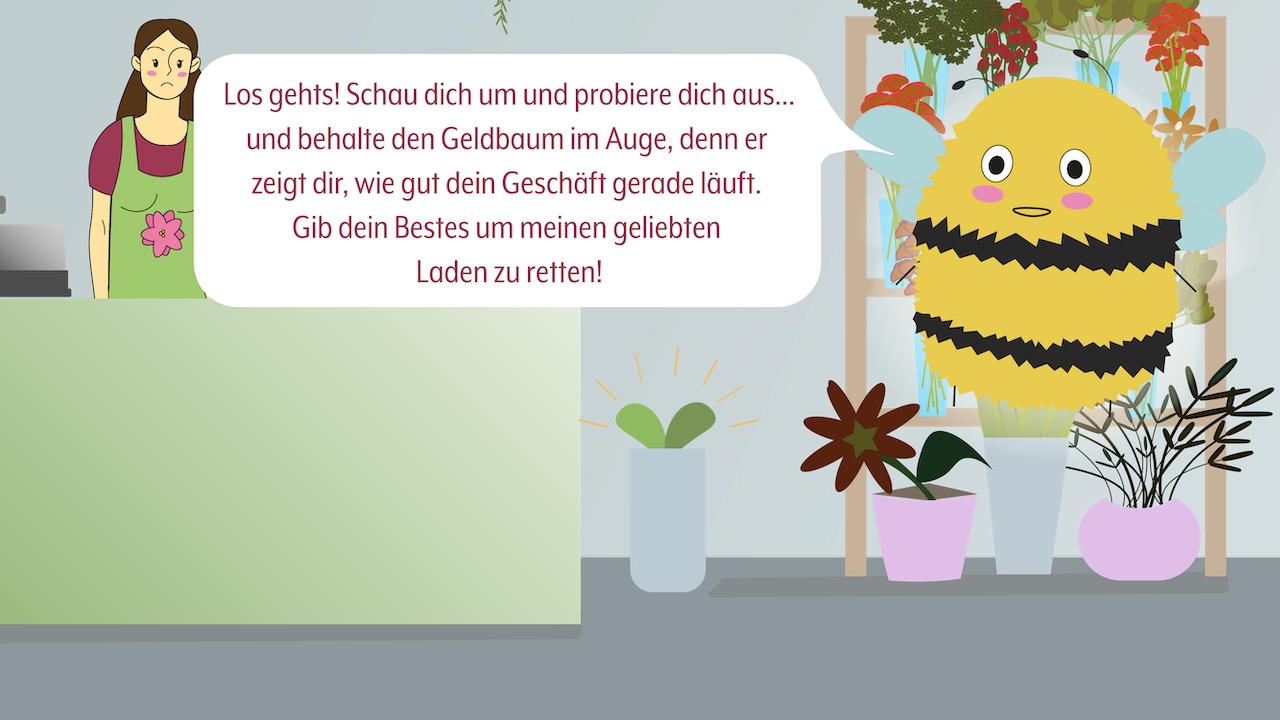 Los gehts! Schau dich um und probiere dich aus...
und behalte den Geldbaum im Auge, denn er
zeigt dir, wie gut dein Geschäft gerade läuft.
Gib dein Bestes um meinen geliebten
Laden zu retten!